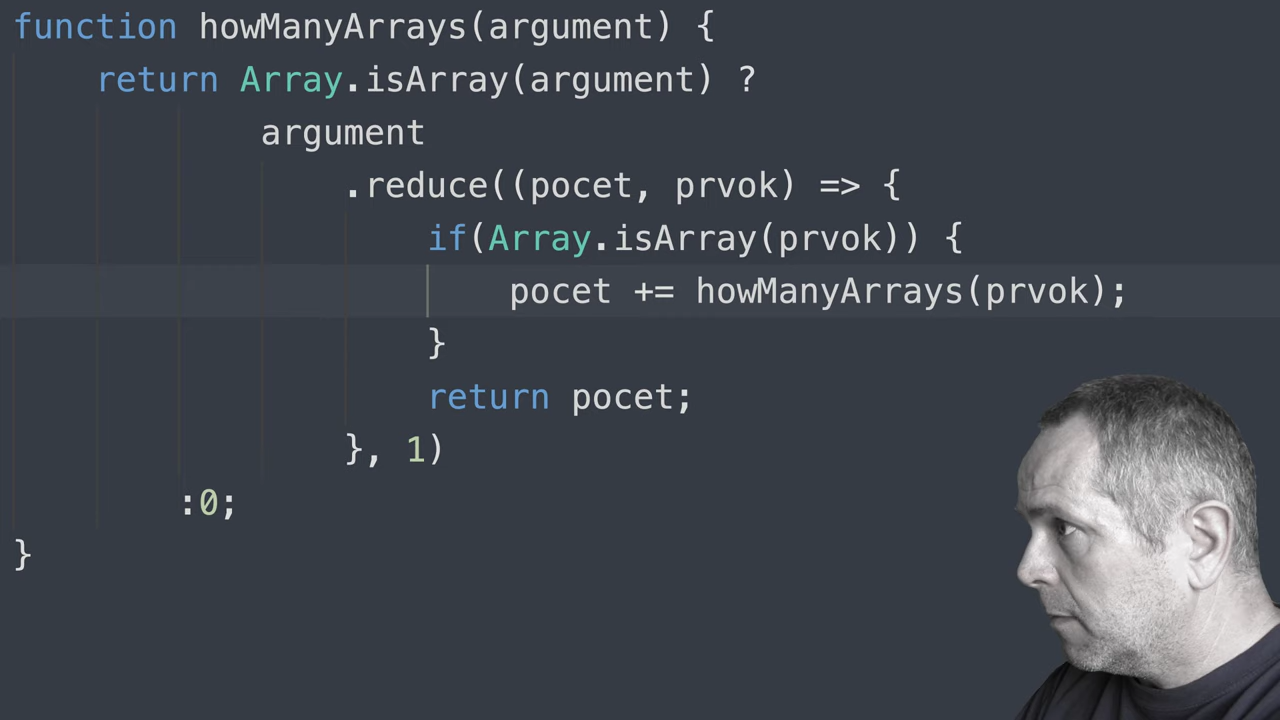 function howManyArrays(argument) {
return Array.isArray(argument) ?
argument
.reduce((pocet, prvok) => {
if(Array.isArray(prvok)) {
pocet += howManyArrays(prvok);
}
return pocet;
}, 1)
:0;
}